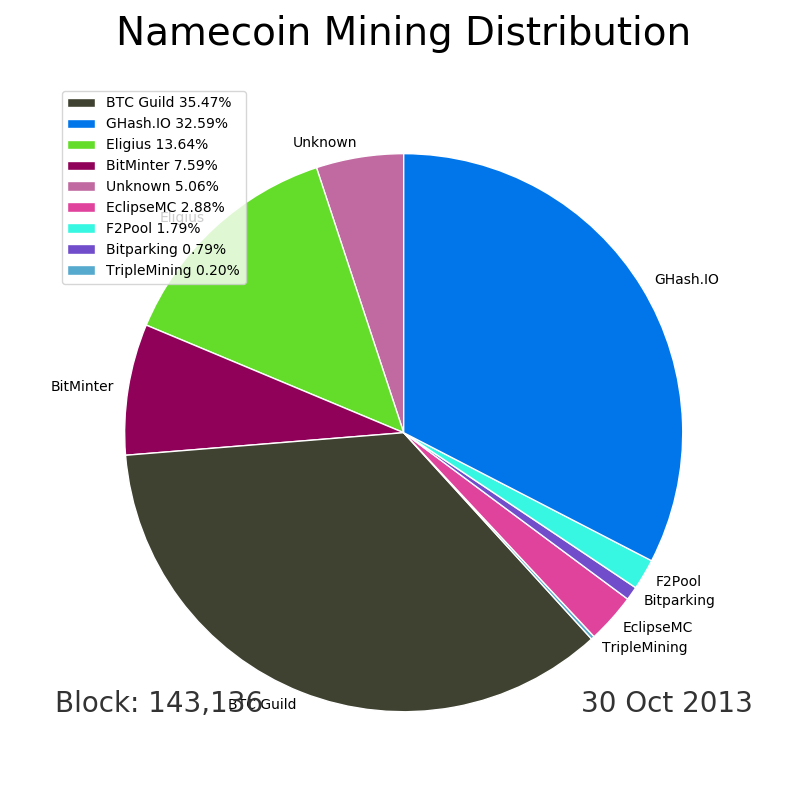 Namecoin Mining Distribution
BTC Guild 35.47%
GHash.IO 32.59%
Eligius 13.64%
BitMinter 7.59%
Unknown 5.06%
EclipseMC 2.88%
F2Pool 1.79%
Bitparking 0.79%
TripleMining 0.20%
Unknown
Eligius
GHash.IO
BitMinter
F2Pool
Bitparking
EclipseMC
TripleMining
BTC Guild
Block: 143,136
30 Oct 2013